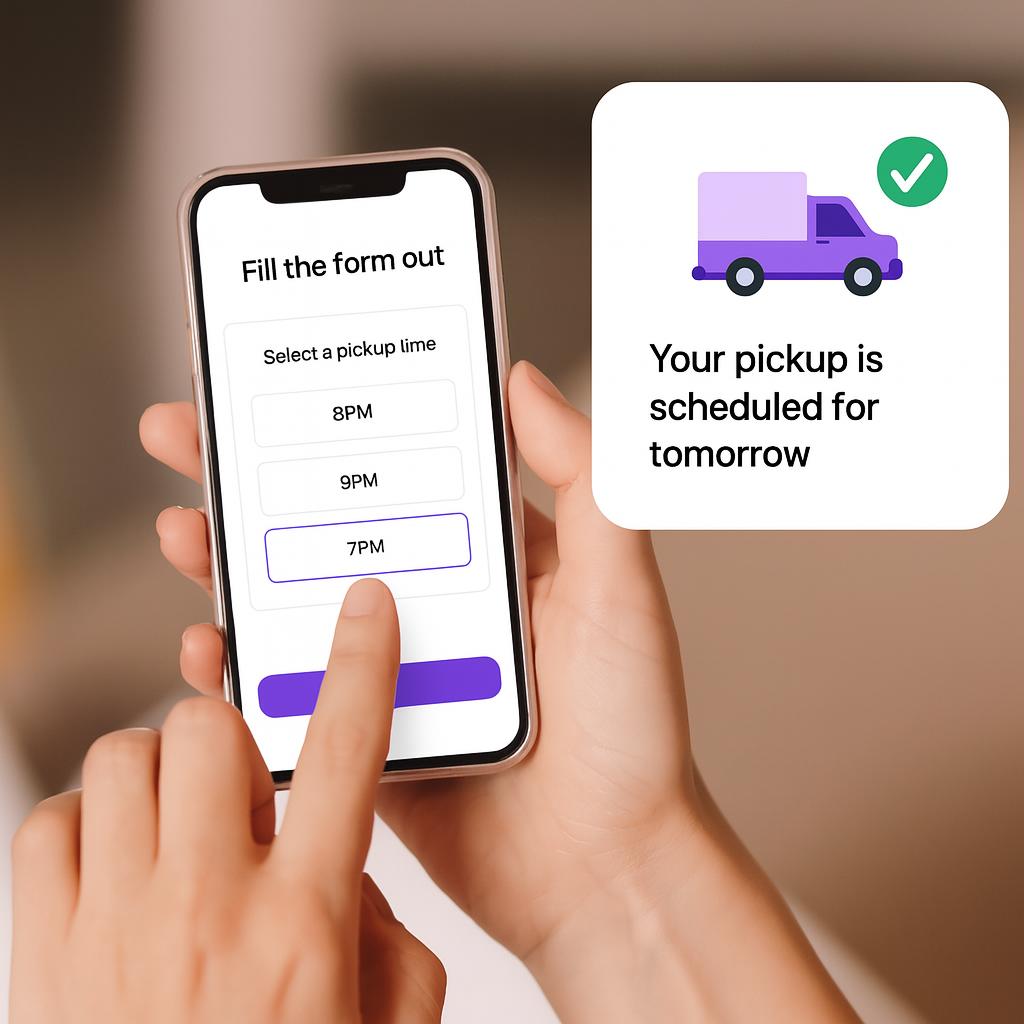 Fill the form out
Select a pickup lime
8PM
9PM
7PM
Your pickup is
scheduled for
tomorrow